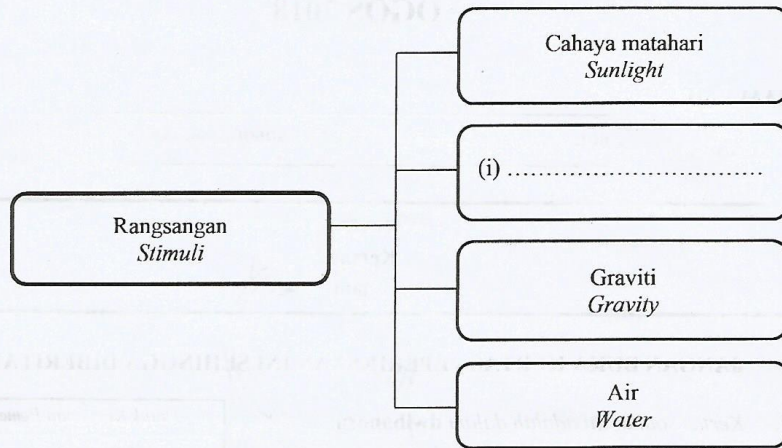 Cahaya matahari
Sunlight
(i) ..............................
Rangsangan
Stimuli
Graviti
Gravity
Air
Water